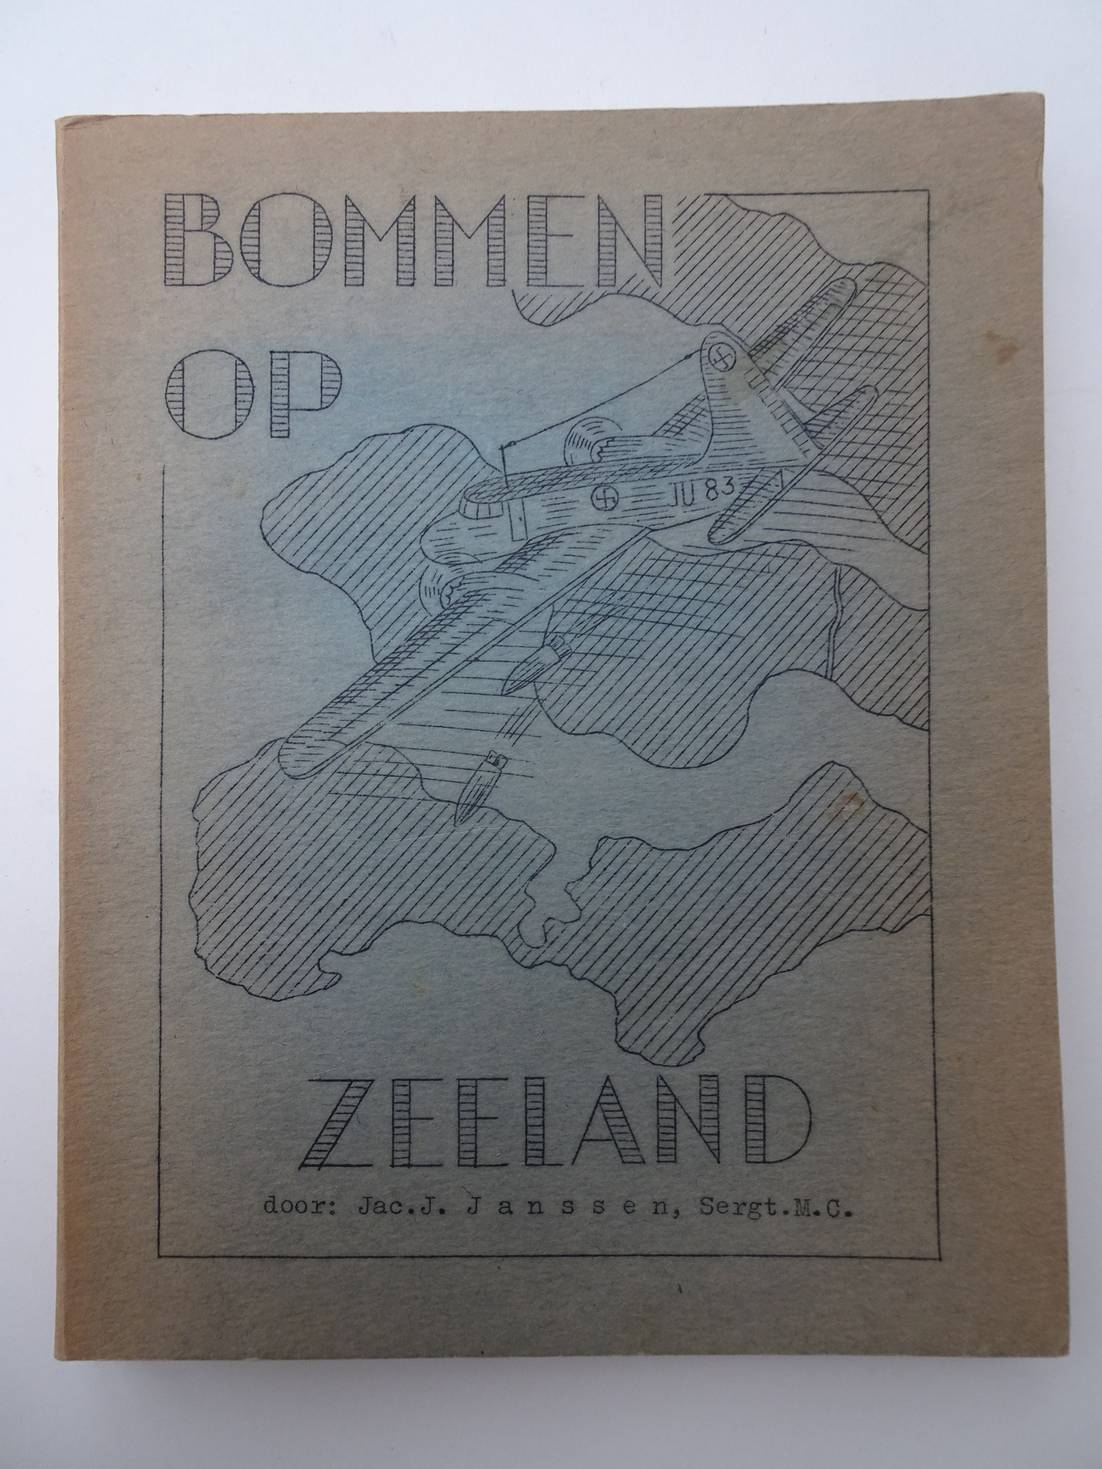 BOMMEN
OP
JU 83
ZEELAND
door: Jac.J. Janssen, Sergt.M.C.